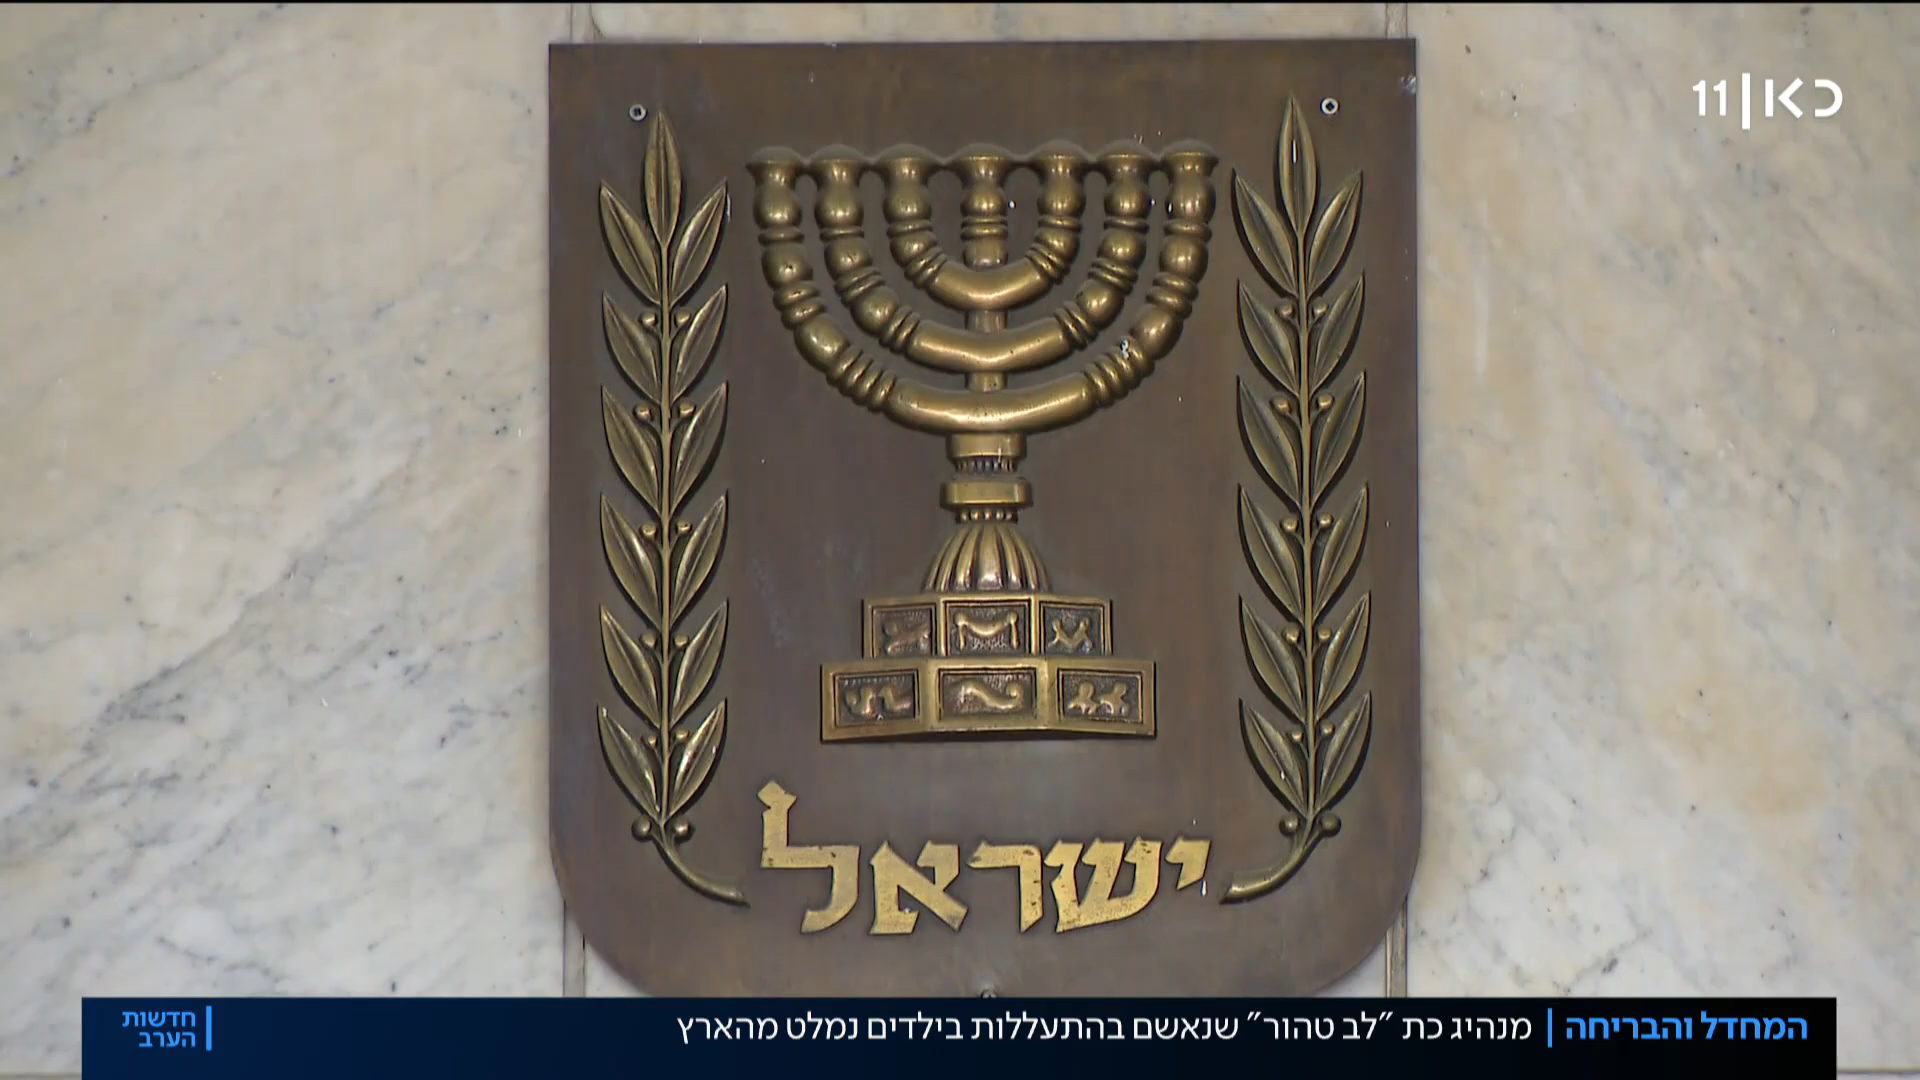 כאן 11
ישראל
המחדל והבריחה | מנהיג כת "לב טהור" שנאשם בהתעללות בילדים נמלט מהארץ
חדשות
הערב